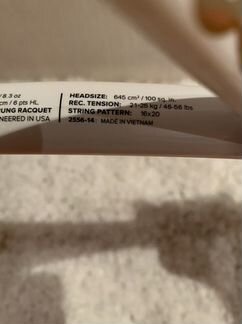 / 8.3 oz
cm / 6 pts HL
RUNG RACQUET
NEERED IN USA
HEADSIZE: 645 cm² / 100 sq. in.
REC. TENSION: 21-25 kg / 46-56 lbs
STRING PATTERN: 16x20
2556-14 MADE IN VIETNAM